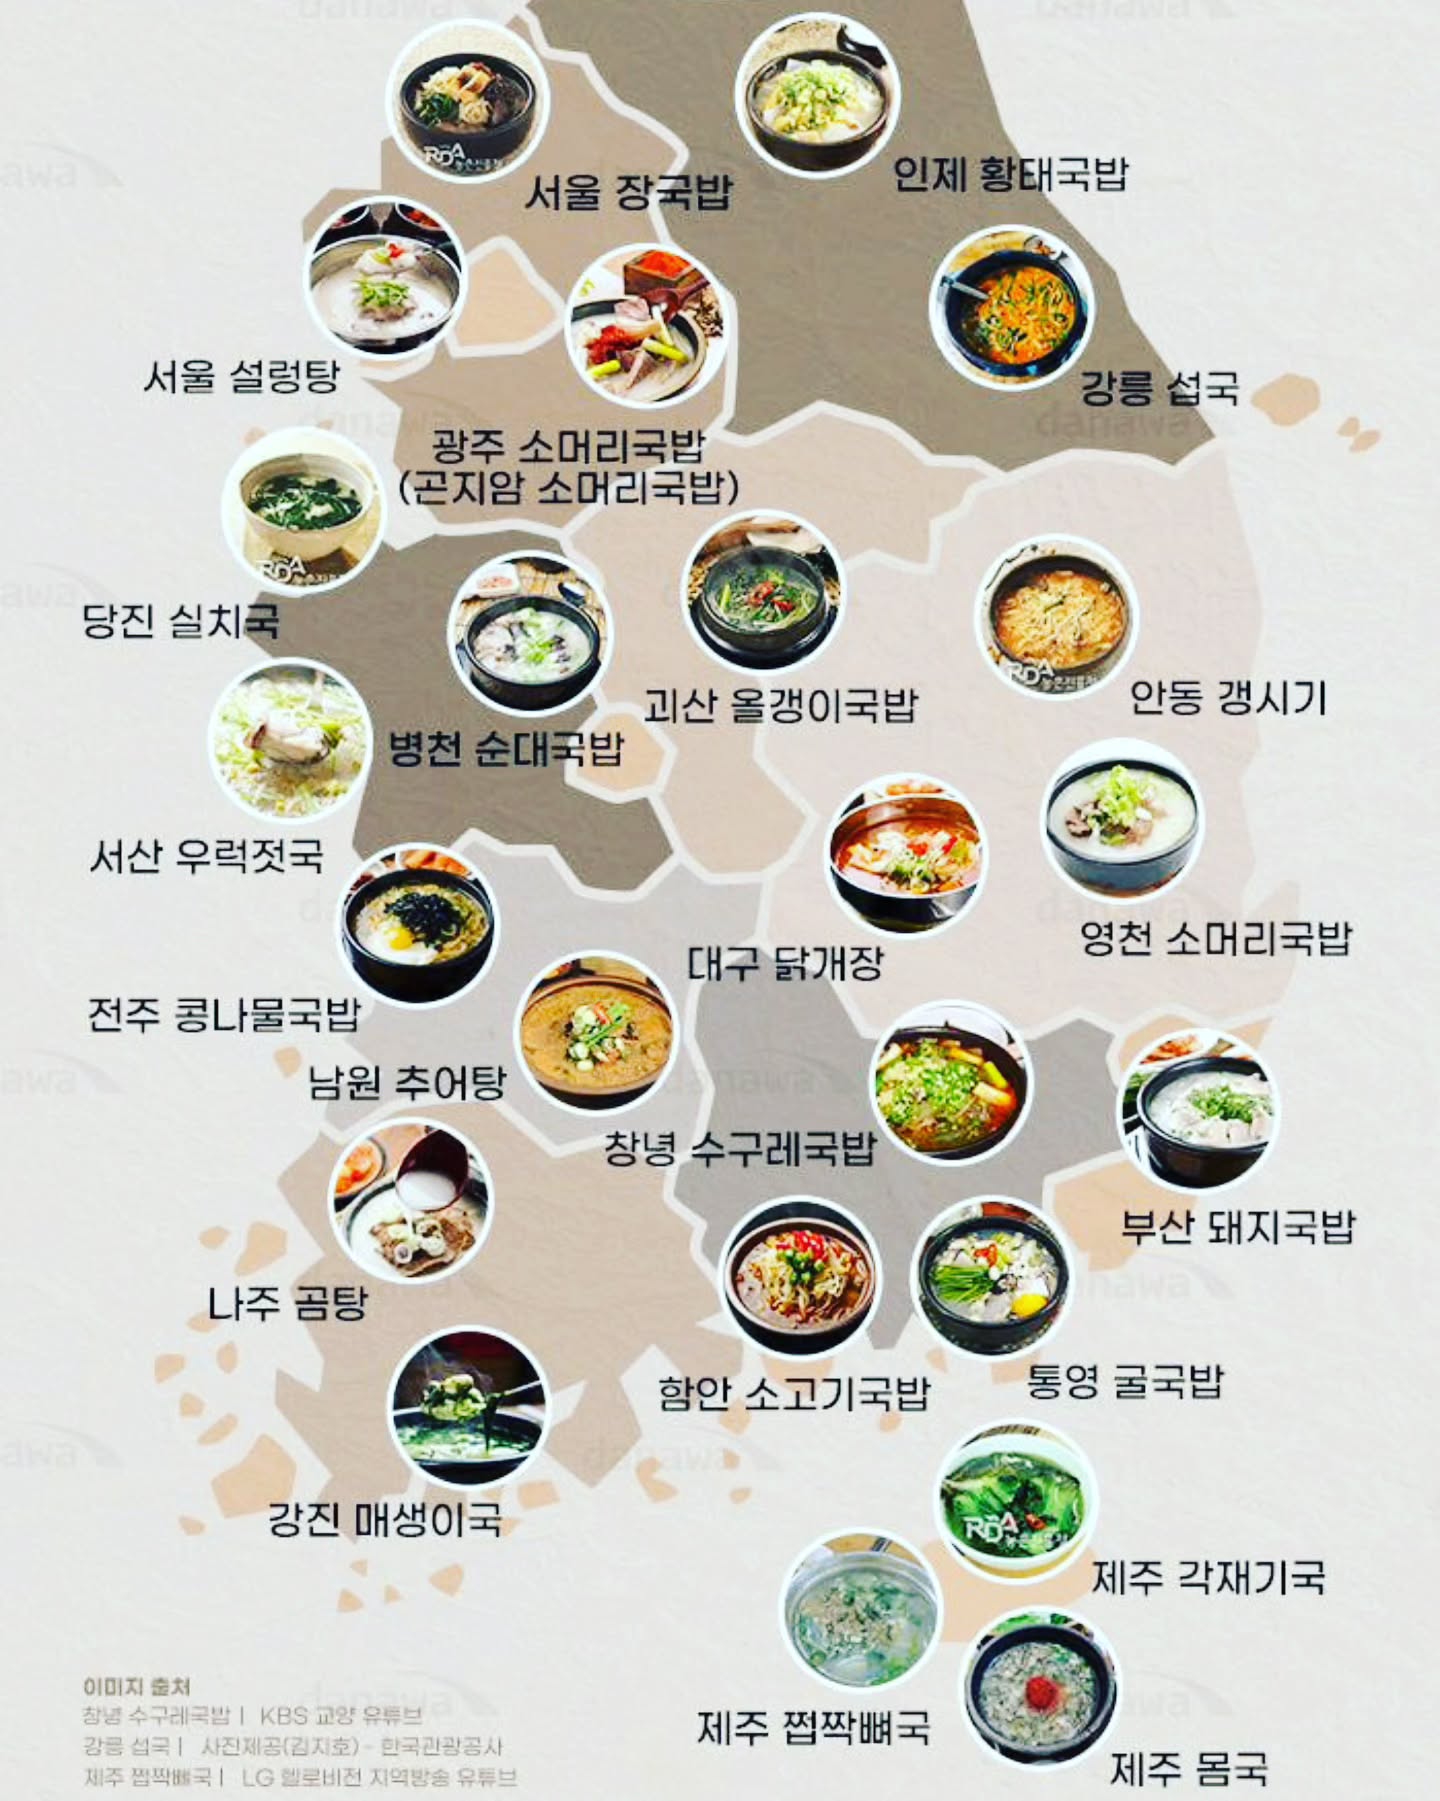 서울 장국밥
인제 황태국밥
서울 설렁탕
강릉 섭국
광주 소머리국밥
(곤지암 소머리국밥)
당진 실치국
괴산 올갱이국밥
안동 갱시기
병천 순대국밥
서산 우럭젓국
대구 닭개장
영천 소머리국밥
전주 콩나물국밥
남원 추어탕
창녕 수구레국밥
부산 돼지국밥
나주 곰탕
함안 소고기국밥
통영 굴국밥
강진 매생이국
제주 각재기국
제주 쩝짝뼈국
제주 몸국
이미지 출처
창녕 수구레국밥 | KBS 교양 유튜브
강릉 섭국 | 사진제공(김지호) - 한국관광공사
제주 쩝짝뼈국 | LG 헬로비전 지역방송 유튜브
danawa
RDA